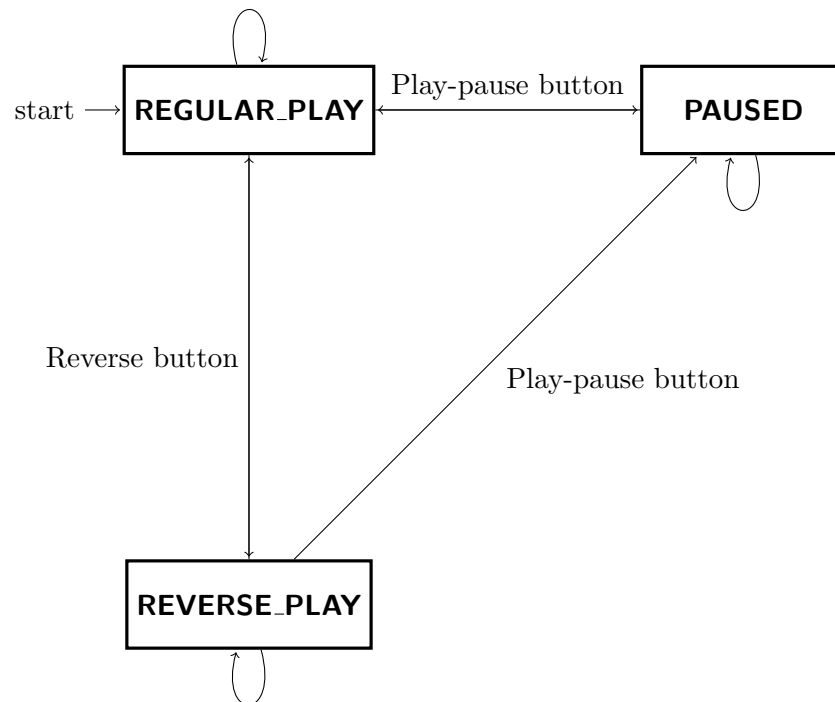 Play-pause button
start
REGULAR_PLAY
PAUSED
Reverse button
Play-pause button
REVERSE_PLAY